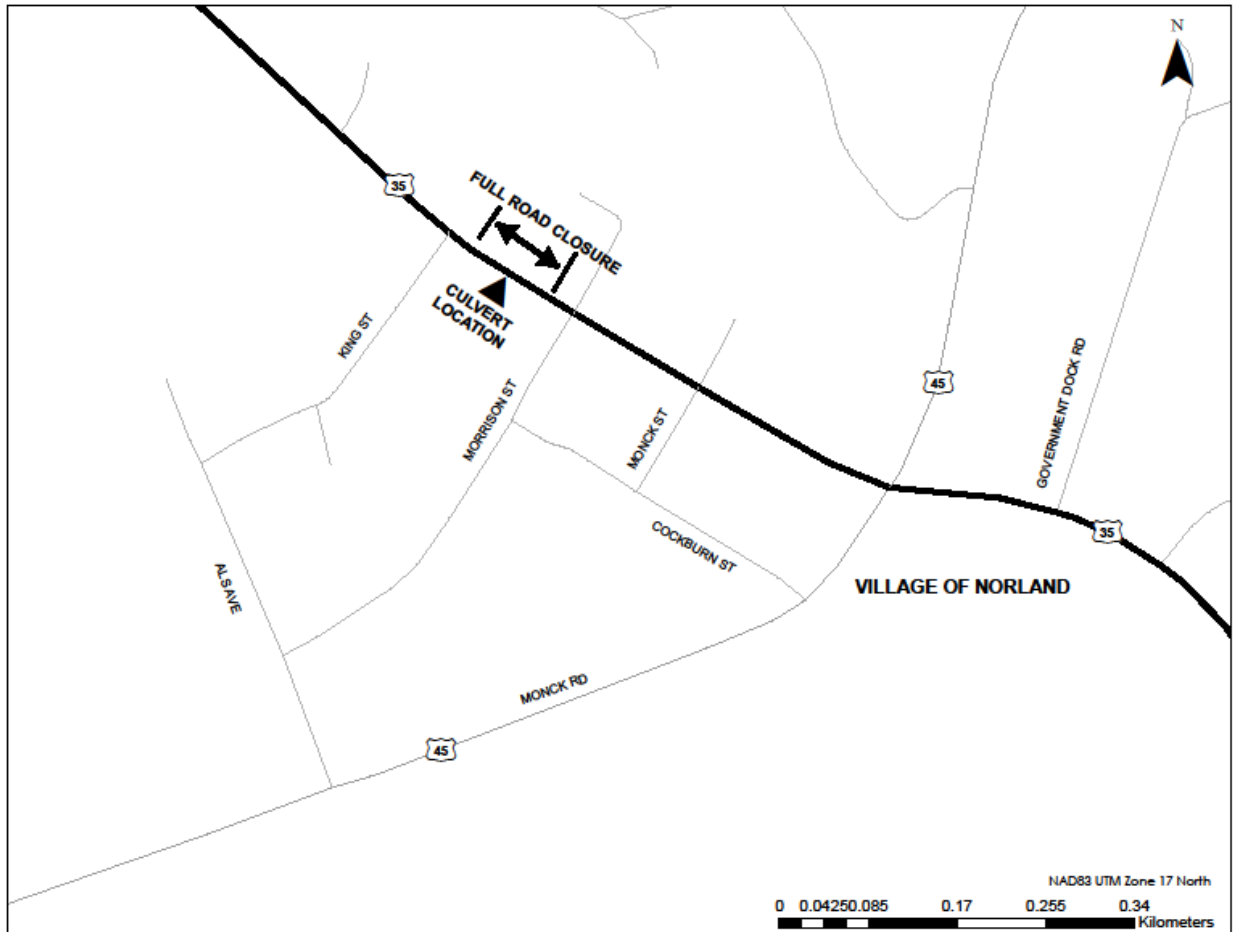 N
35
FULL ROAD CLOSURE
CULVERT
LOCATION
KING ST
MORRISON ST
MONCK ST
45
GOVERNMENT DOCK RD
COCKBURN ST
35
ALS AVE
VILLAGE OF NORLAND
MONCK RD
45
NAD83 UTM Zone 17 North
0 0.04250.085 0.17 0.255 0.34
Kilometers